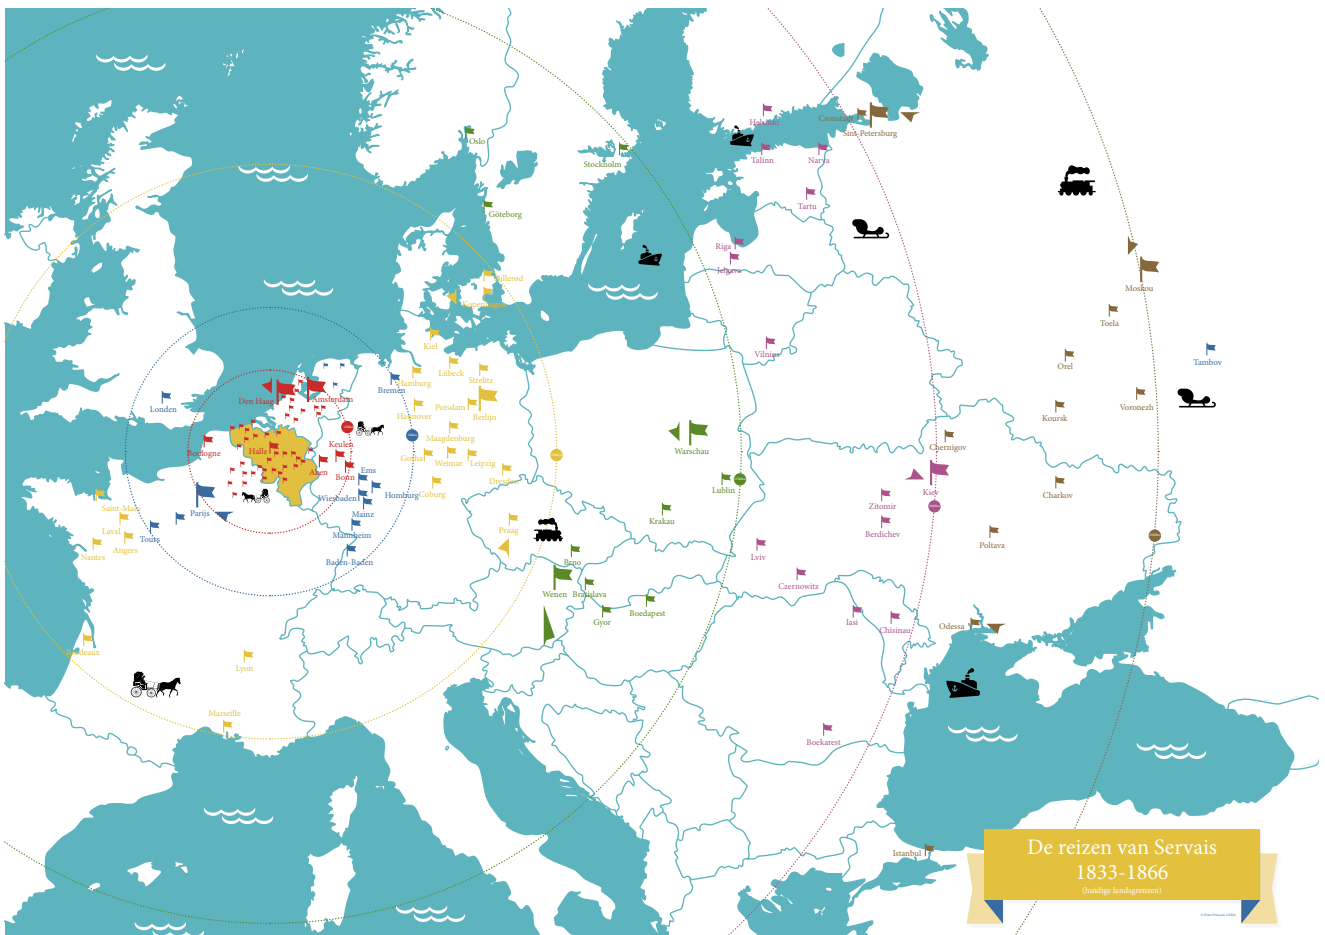 Helsinki
Cronstadt
Sint-Petersburg
Oslo
Stockholm
Talinn
Narva
Tartu
Göteborg
Riga
Jelgava
Hillerod
Kopenhagen
Moskou
Toela
Kiel
Vilnius
Tambov
Orel
Lübeck
Hamburg
Strelitz
Bremen
Londen
Den Haag
Amsterdam
Potsdam
Berlijn
Hannover
Voronezh
Koursk
Maagdenburg
Chernigov
Boulogne
Halle
Keulen
Warschau
Gotha
Weimar
Leipzig
Aken
Bonn
Ems
Dresden
Lublin
Kiev
Charkov
Wiesbaden
Homburg
Coburg
Saint-Malo
Parijs
Mainz
Krakau
Zitomir
Laval
Tours
Mannheim
Praag
Berdichev
Poltava
Angers
Nantes
Baden-Baden
Brno
Lviv
Wenen
Bratislava
Czernowitz
Gyor
Boedapest
Iasi
Chisinau
Odessa
Bordeaux
Lyon
Marseille
Boekarest
Istanbul
De reizen van Servais
1833-1866
(huidige landsgrenzen)